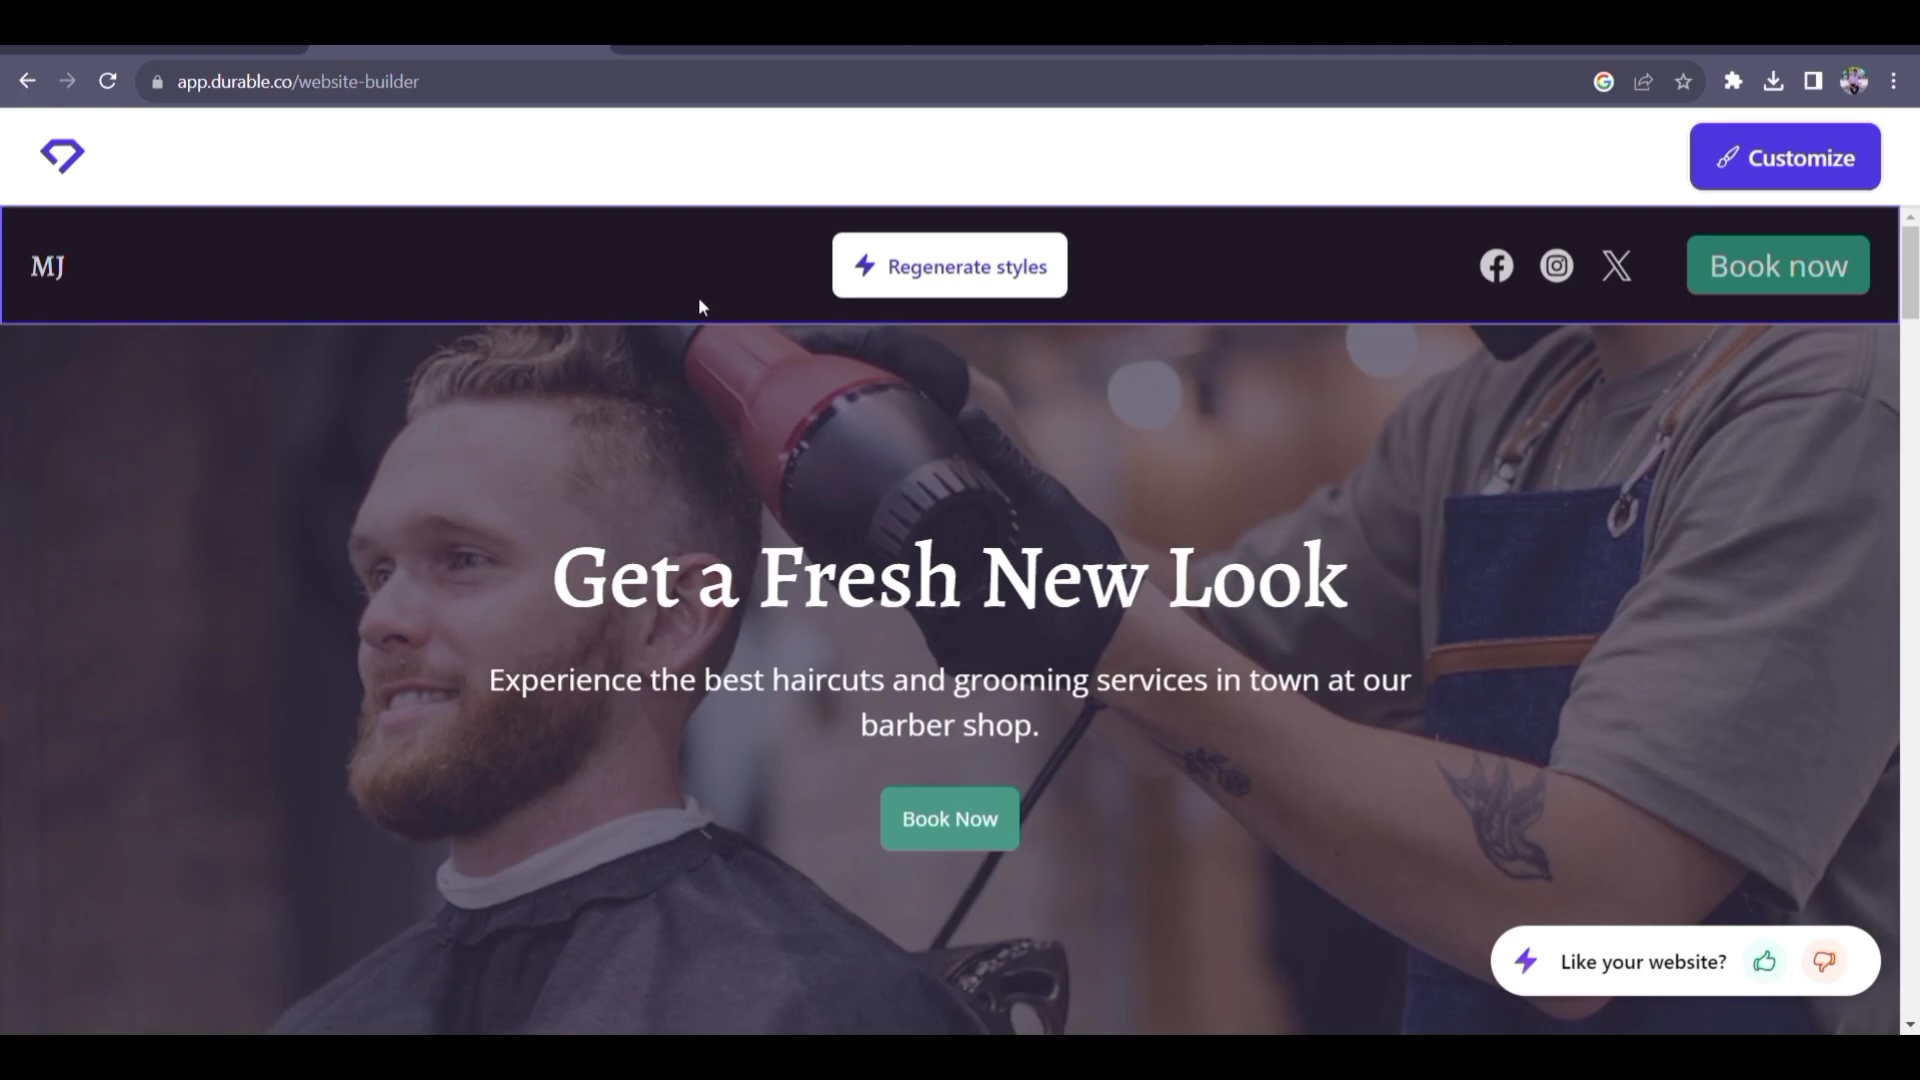 app.durable.co/website-builder
Customize
MJ
Regenerate styles
Book now
Get a Fresh New Look
Experience the best haircuts and grooming services in town at our
barber shop.
Book Now
Like your website?